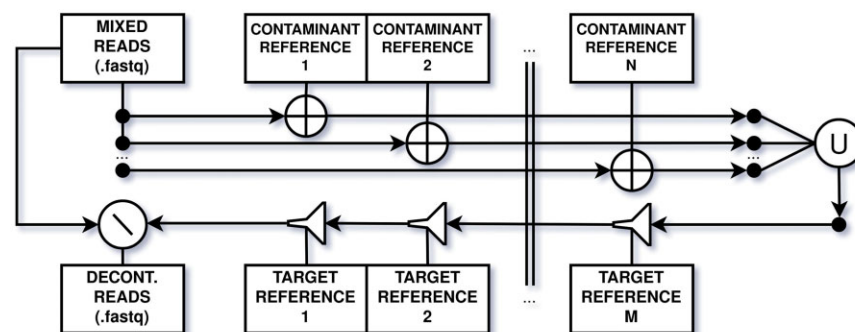 MIXED
READS
(.fastq)
CONTAMINANT
REFERENCE
1
CONTAMINANT
REFERENCE
2
...
CONTAMINANT
REFERENCE
N
...
...
U
DECONT.
READS
(.fastq)
TARGET
REFERENCE
1
TARGET
REFERENCE
2
...
TARGET
REFERENCE
M